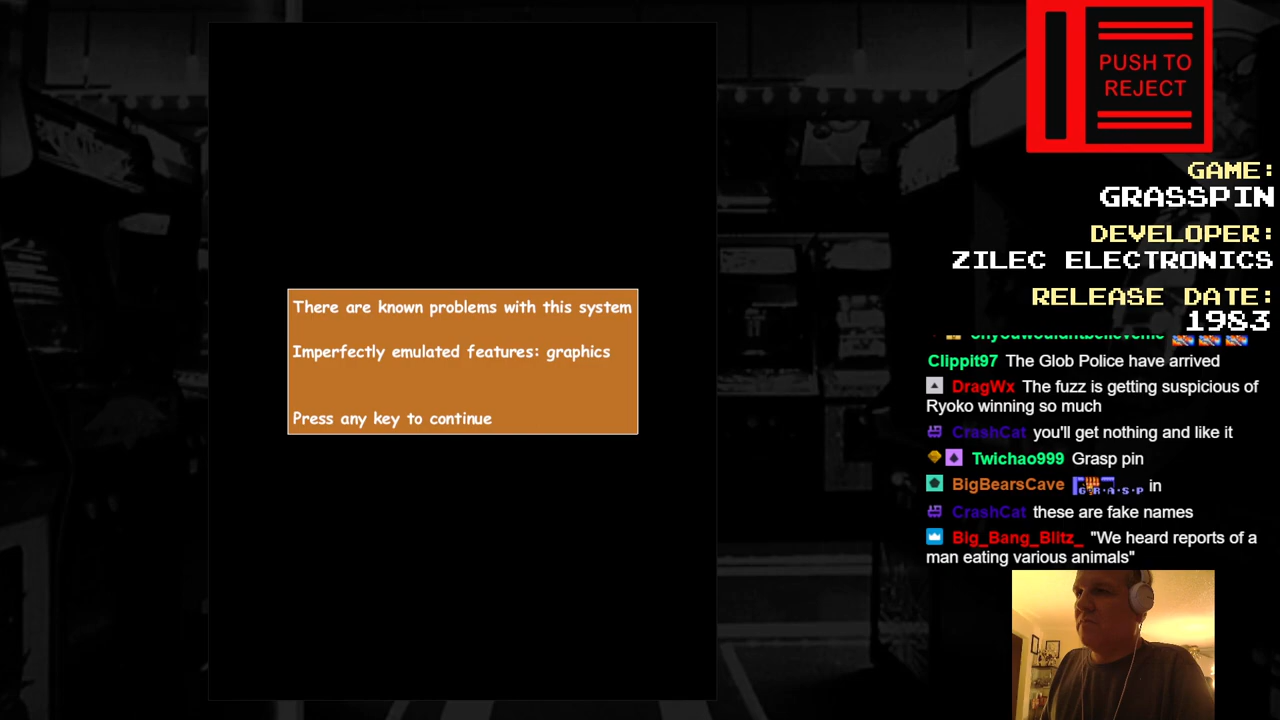 PUSH TO
REJECT
GAME:
GRASSPIN
DEVELOPER:
ZILEC ELECTRONICS
RELEASE DATE:
1983
There are known problems with this system
Imperfectly emulated features: graphics
Press any key to continue
Clippit97 The Glob Police have arrived
DragWx The fuzz is getting suspicious of
Ryoko winning so much
CrashCat you'll get nothing and like it
Twichao999 Grasp pin
BigBearsCave G·R·A·S·P in
CrashCat these are fake names
Big_Bang_Blitz_ "We heard reports of a
man eating various animals"